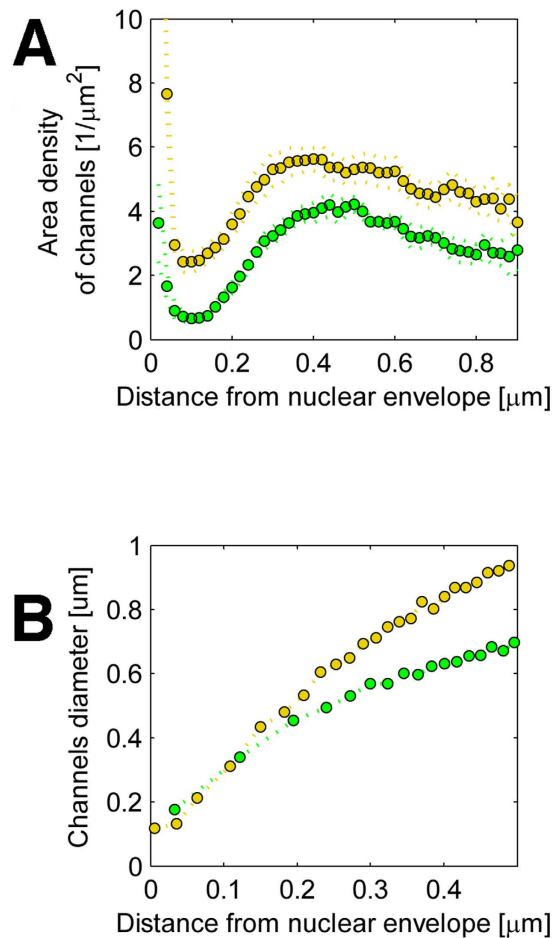 A
10
8
6
4
2
0
Area density
of channels [1/μm²]
0 0.2 0.4 0.6 0.8
Distance from nuclear envelope [μm]
B
1
0.8
0.6
0.4
0.2
0
Channels diameter [um]
0 0.1 0.2 0.3 0.4
Distance from nuclear envelope [μm]